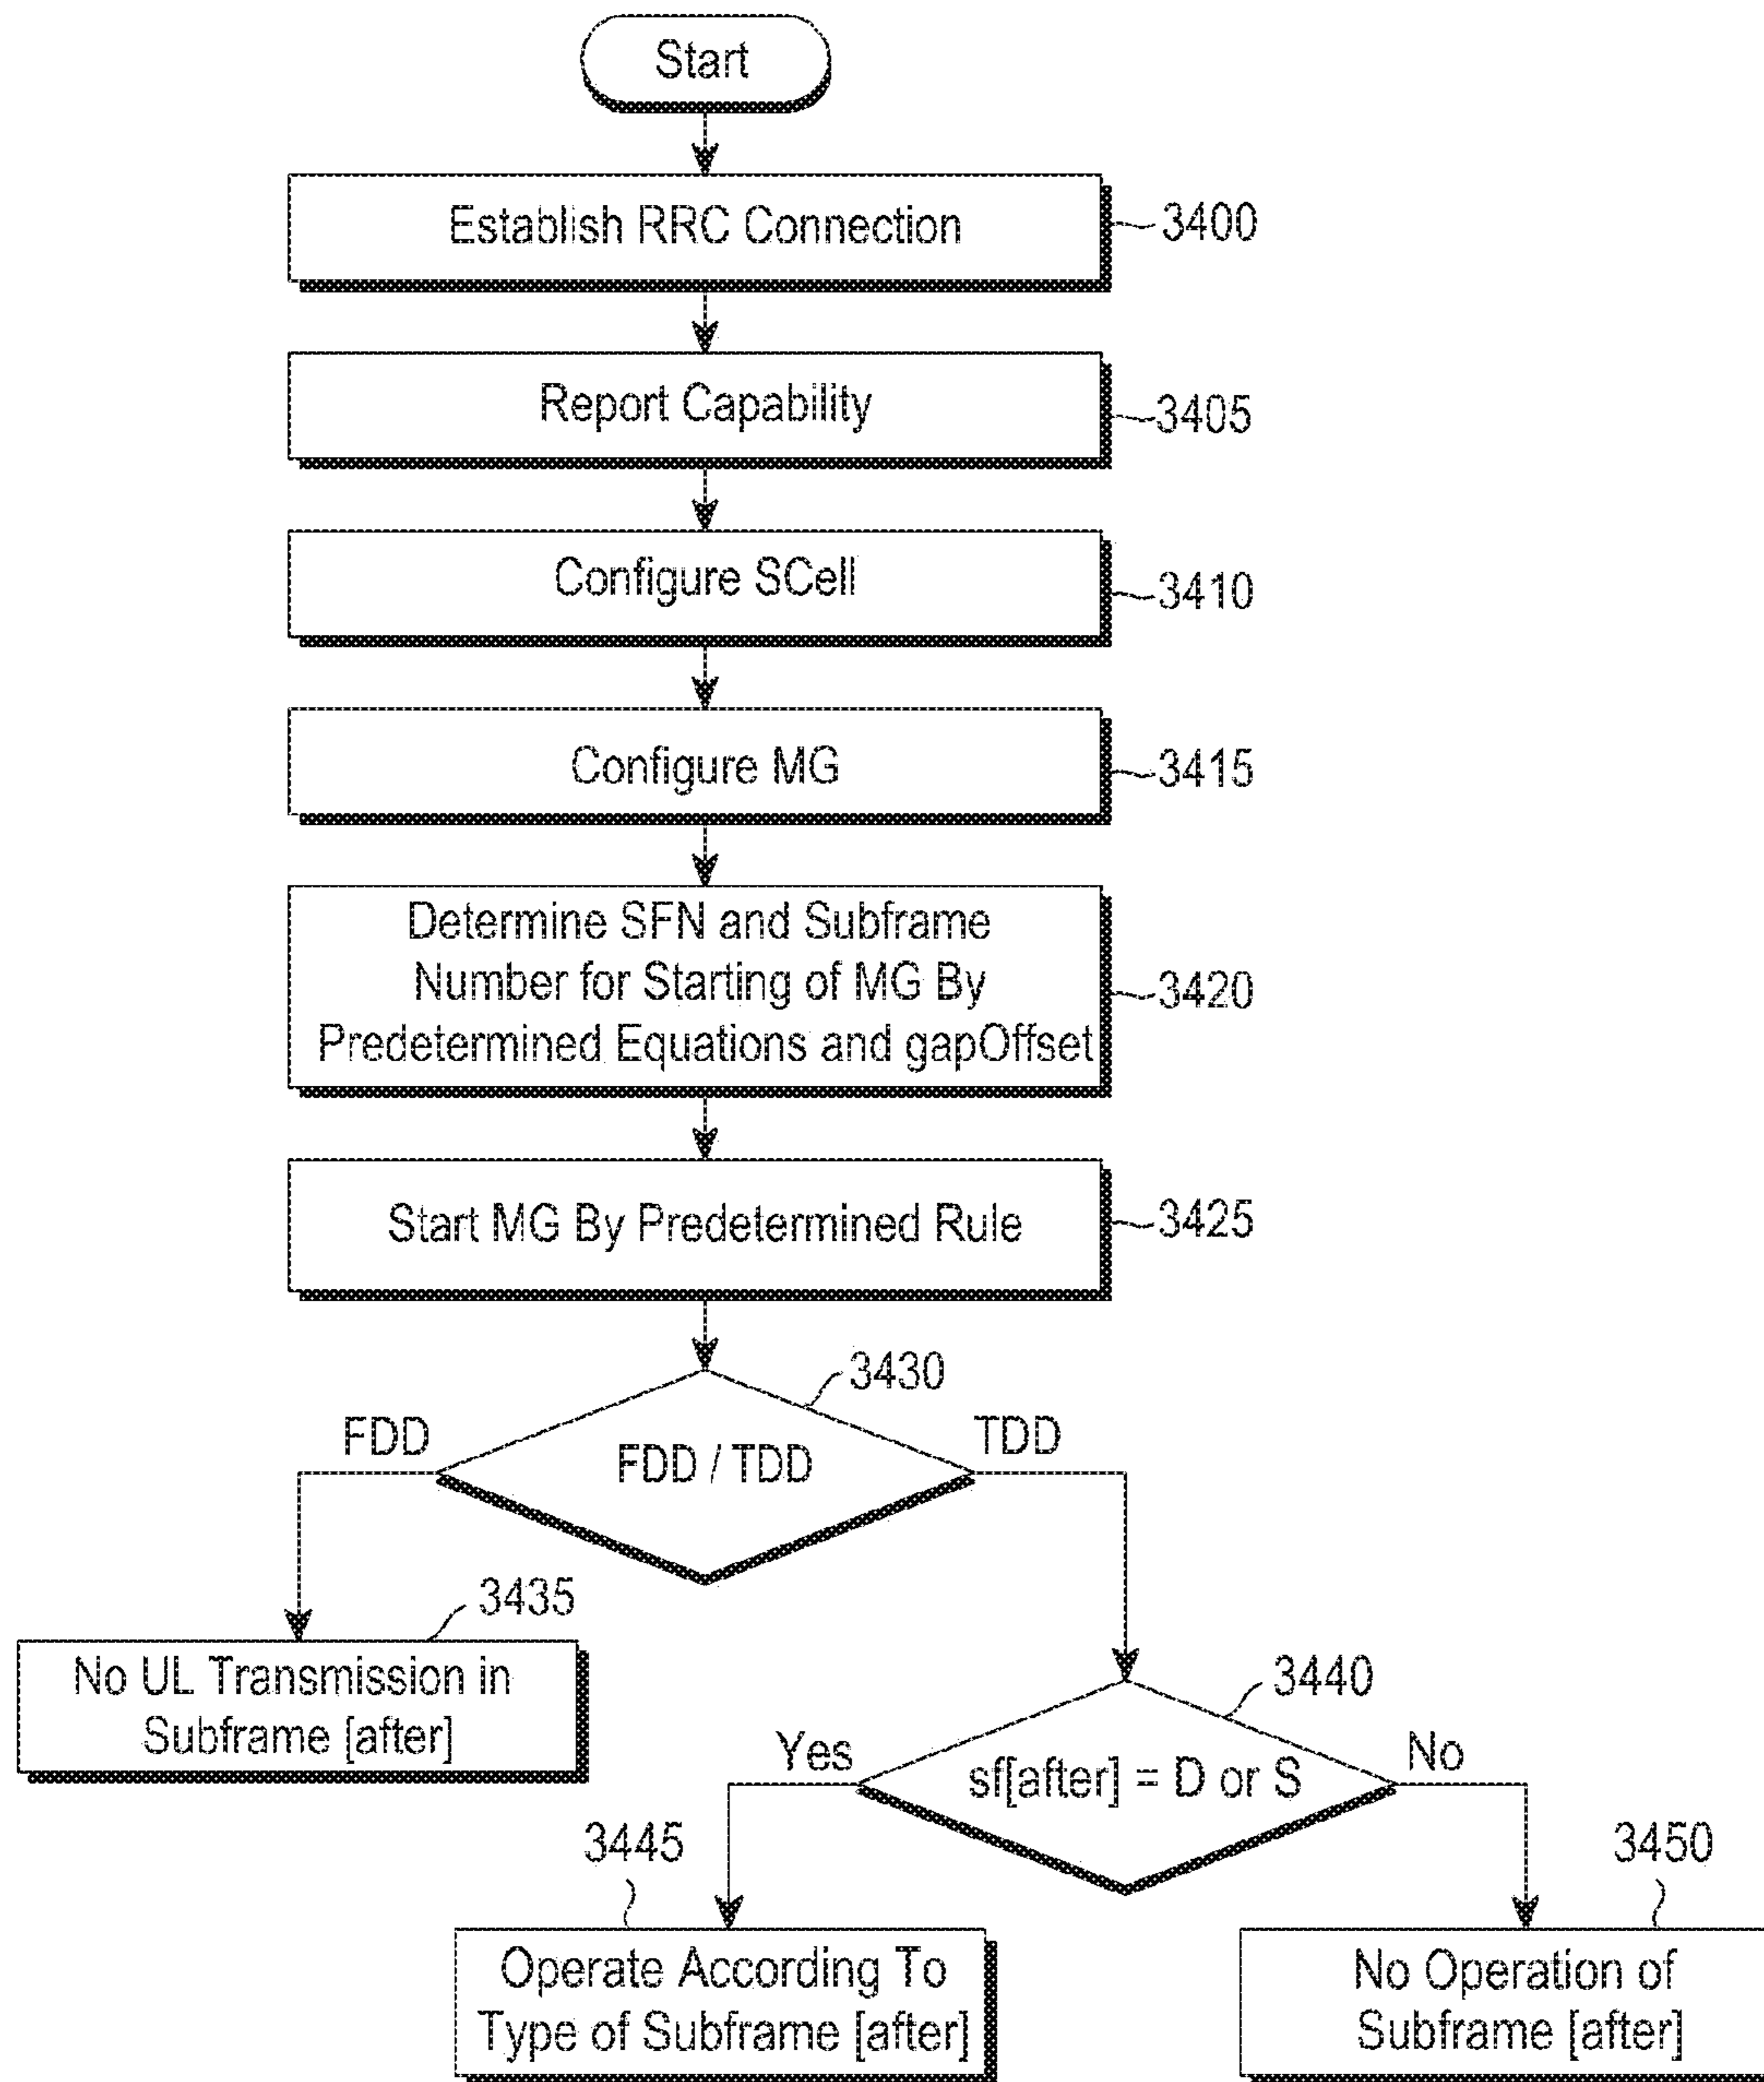 Start
Establish RRC Connection
3400
Report Capability
3405
Configure SCell
3410
Configure MG
3415
Determine SFN and Subframe
Number for Starting of MG By
Predetermined Equations and gapOffset
3420
Start MG By Predetermined Rule
3425
3430
FDD
FDD / TDD
TDD
3435
No UL Transmission in
Subframe [after]
3440
Yes
sf[after] = D or S
No
3445
Operate According To
Type of Subframe [after]
3450
No Operation of
Subframe [after]